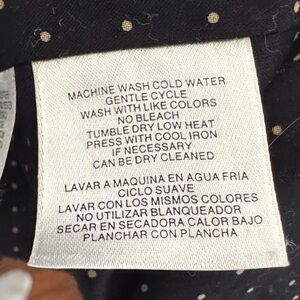 MACHINE WASH COLD WATER
GENTLE CYCLE
WASH WITH LIKE COLORS
NO BLEACH
TUMBLE DRY LOW HEAT
PRESS WITH COOL IRON
IF NECESSARY
CAN BE DRY CLEANED
LAVAR A MAQUINA EN AGUA FRIA
CICLO SUAVE
LAVAR CON LOS MISMOS COLORES
NO UTILIZAR BLANQUEADOR
SECAR EN SECADORA CALOR BAJO
PLANCHAR CON PLANCHA